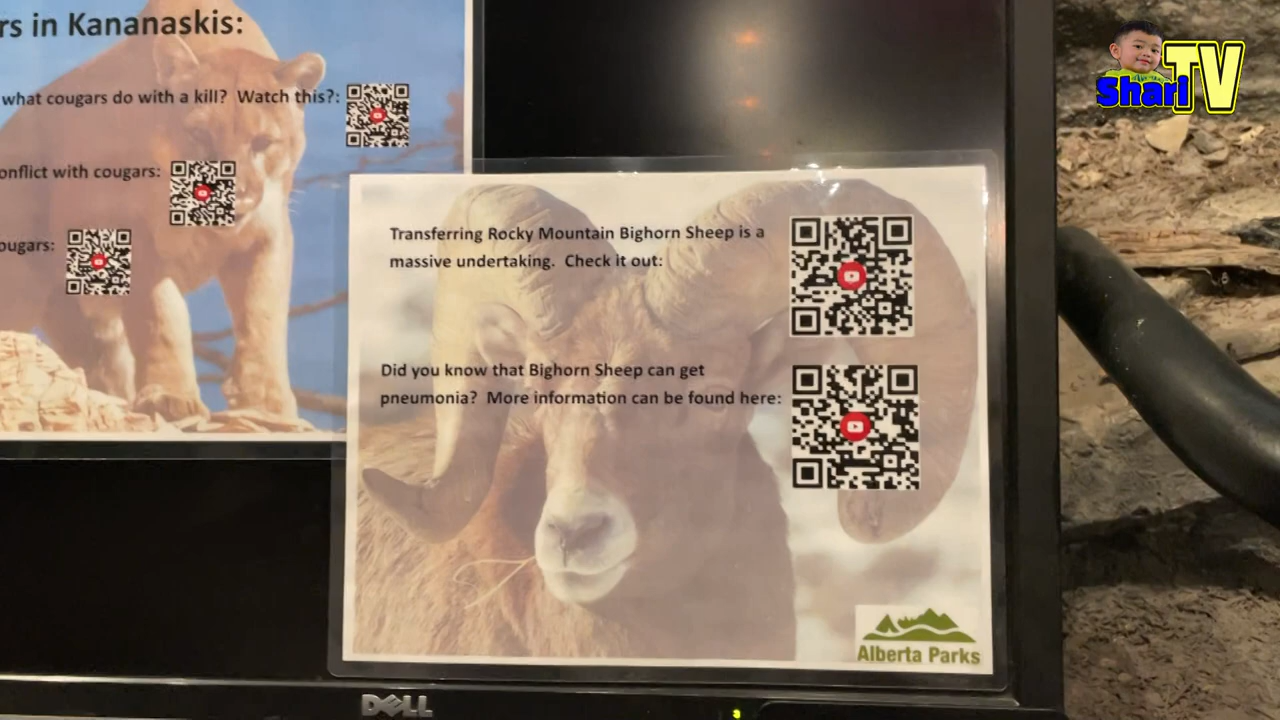 rs in Kananaskis:
what cougars do with a kill? Watch this?:
onflict with cougars:
ougars:
Transferring Rocky Mountain Bighorn Sheep is a
massive undertaking. Check it out:
Did you know that Bighorn Sheep can get
pneumonia? More information can be found here:
Alberta Parks
DELL
Shari TV